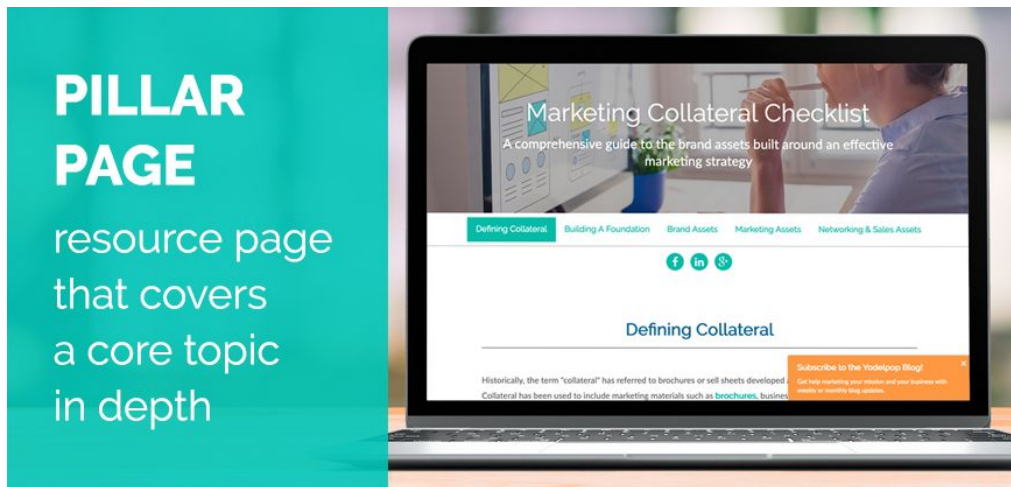 PILLAR
PAGE
resource page
that covers
a core topic
in depth
Marketing Collateral Checklist
A comprehensive guide to the brand assets built around an effective
marketing strategy
Defining Collateral Building A Foundation Brand Assets Marketing Assets Networking & Sales Assets
f in g+
Defining Collateral
Historically, the term "collateral" has referred to brochures or sell sheets developed
Collateral has been used to include marketing materials such as brochures, busines
Subscribe to the Yodelpop Blog!
Get help marketing your mission and your business with
weekly or monthly blog updates.